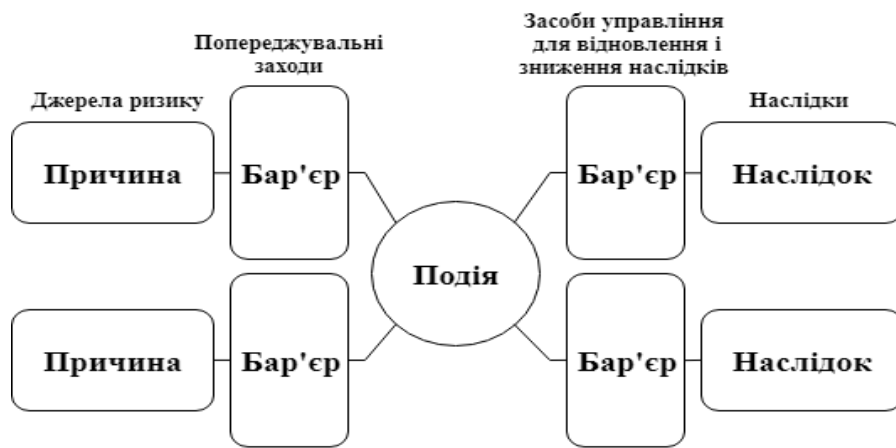 Джерела ризику
Попереджувальні
заходи
Засоби управління
для відновлення і
зниження наслідків
Наслідки
Причина
Бар'єр
Бар'єр
Наслідок
Подія
Причина
Бар'єр
Бар'єр
Наслідок